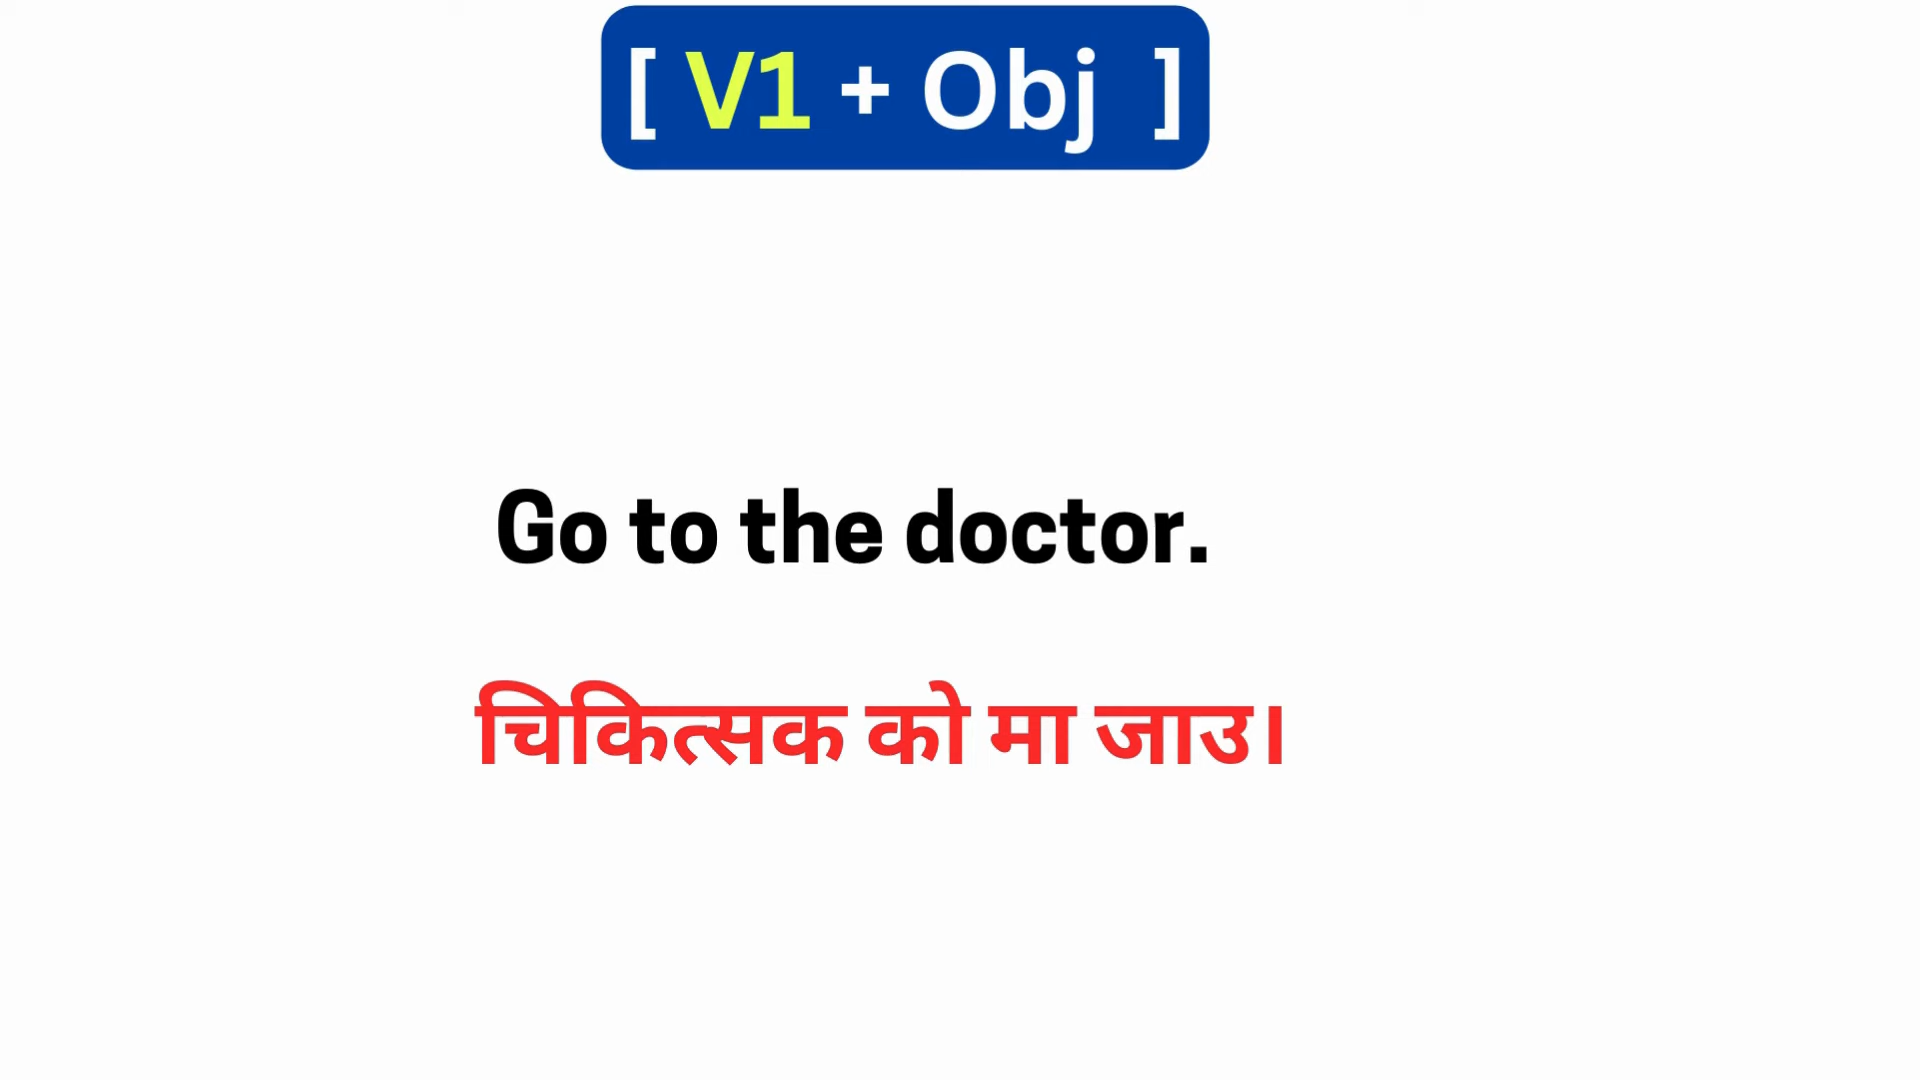 [ V1 + Obj ]
Go to the doctor.
चिकित्सक को मा जाउ।